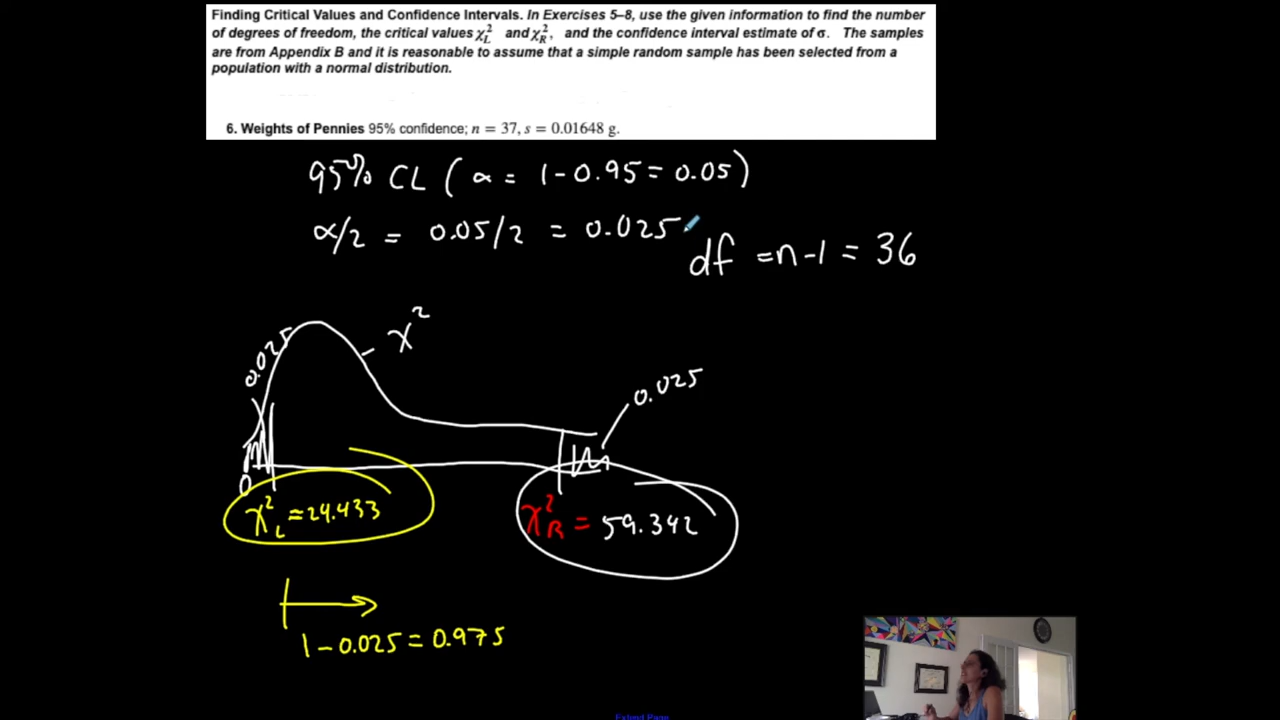 Finding Critical Values and Confidence Intervals. In Exercises 5–8, use the given information to find the number
of degrees of freedom, the critical values χ²L and χ²R, and the confidence interval estimate of σ. The samples
are from Appendix B and it is reasonable to assume that a simple random sample has been selected from a
population with a normal distribution.
6. Weights of Pennies 95% confidence; n = 37, s = 0.01648 g.
95% CL ( α = 1 - 0.95 = 0.05 )
α/2 = 0.05/2 = 0.025
df = n-1 = 36
χ²
0.025
0.025
0
χ²L = 24.433
χ²R = 59.342
1 - 0.025 = 0.975
Extend Page